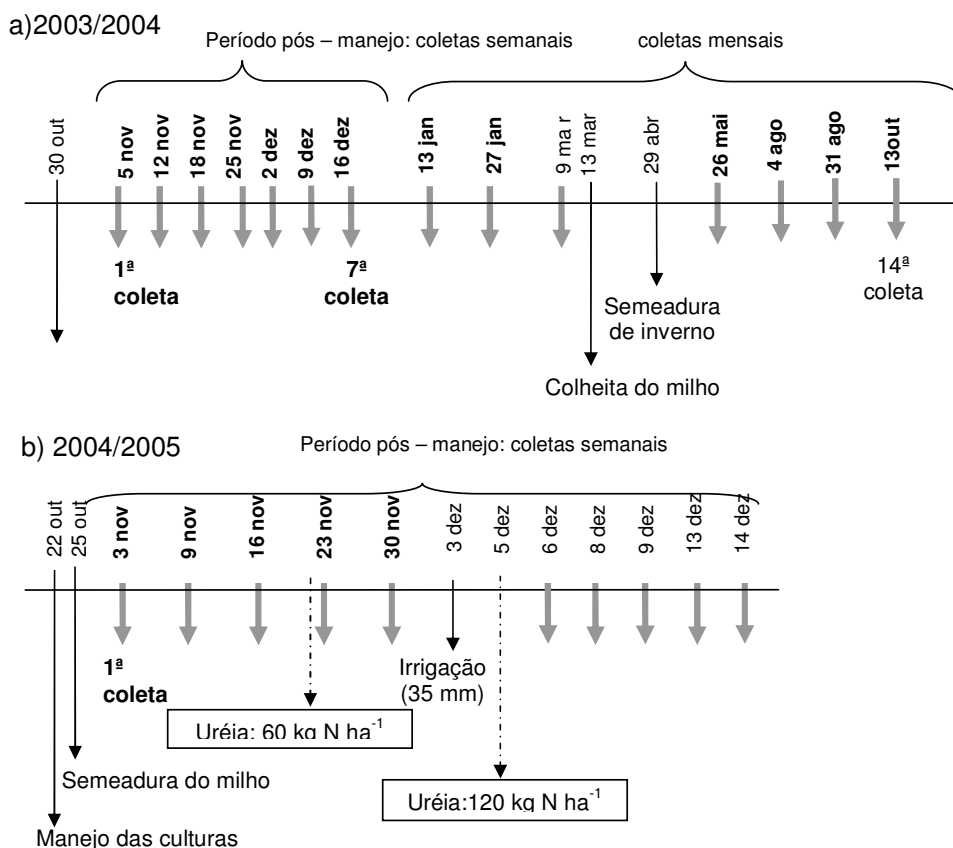 a)2003/2004
Período pós – manejo: coletas semanais
coletas mensais
30 out
5 nov
12 nov
18 nov
25 nov
2 dez
9 dez
16 dez
13 jan
27 jan
9 ma r
13 mar
29 abr
26 mai
4 ago
31 ago
13out
1ª
coleta
7ª
coleta
14ª
coleta
Semeadura
de inverno
Colheita do milho
b) 2004/2005
Período pós – manejo: coletas semanais
22 out
25 out
3 nov
9 nov
16 nov
23 nov
30 nov
3 dez
5 dez
6 dez
8 dez
9 dez
13 dez
14 dez
1ª
coleta
Irrigação
(35 mm)
Uréia: 60 kg N ha⁻¹
Semeadura do milho
Uréia:120 kg N ha⁻¹
Manejo das culturas